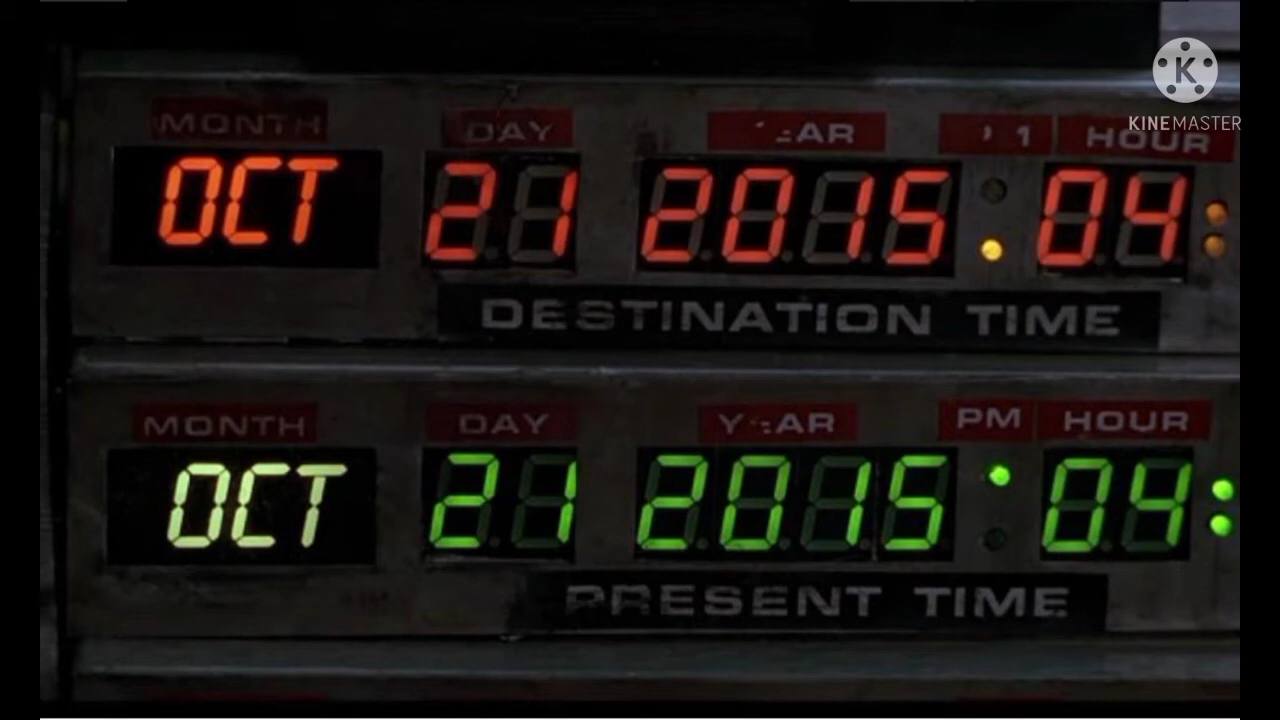 K
KINEMASTER
MONTH DAY HOUR
OCT 21 2015 04:
DESTINATION TIME
MONTH DAY YEAR PM HOUR
OCT 21 2015 04:
PRESENT TIME